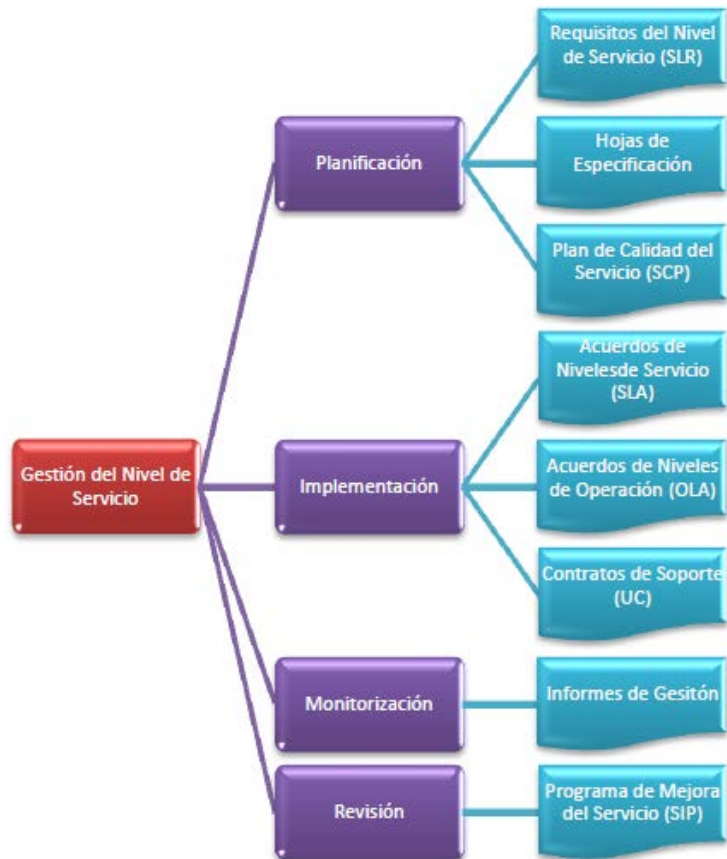 Requisitos del Nivel
de Servicio (SLR)
Planificación
Hojas de
Especificación
Plan de Calidad del
Servicio (SCP)
Acuerdos de
Nivelesde Servicio
(SLA)
Gestión del Nivel de
Servicio
Implementación
Acuerdos de Niveles
de Operación (OLA)
Contratos de Soporte
(UC)
Monitorización
Informes de Gesitón
Revisión
Programa de Mejora
del Servicio (SIP)